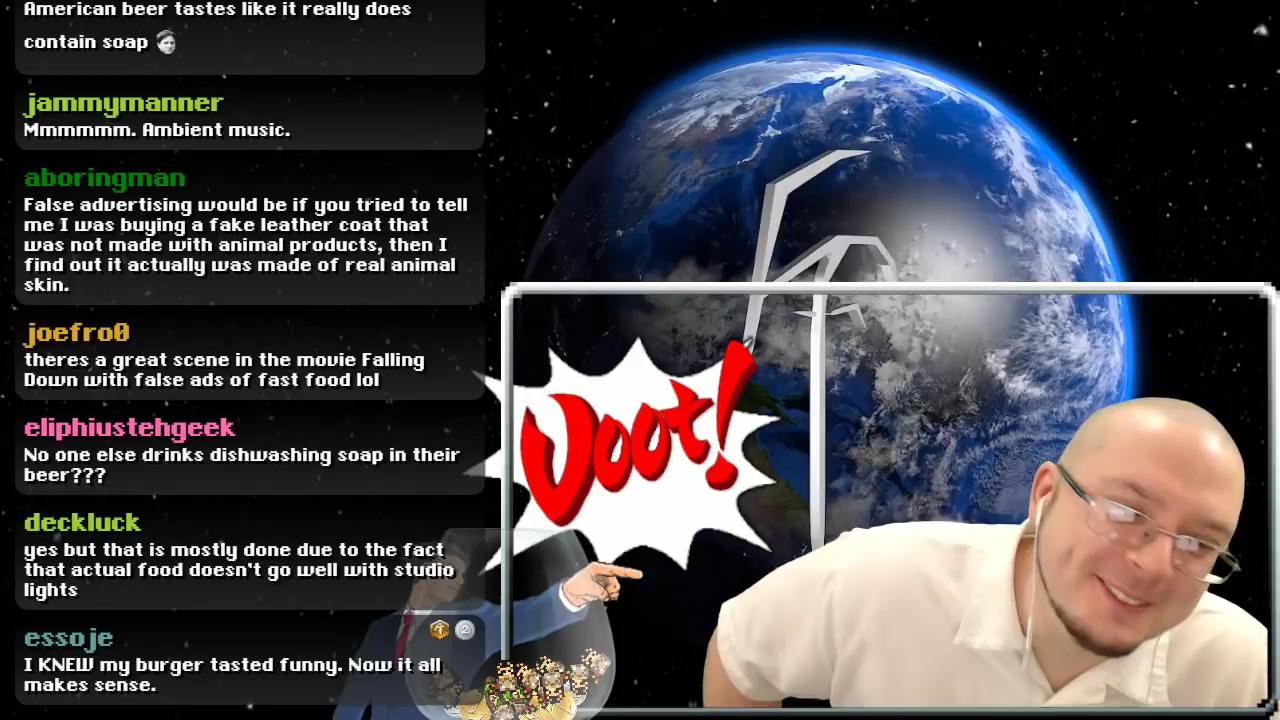 American beer tastes like it really does
contain soap
jammymanner
Mmmmmm. Ambient music.
aboringman
False advertising would be if you tried to tell
me I was buying a fake leather coat that
was not made with animal products, then I
find out it actually was made of real animal
skin.
joefro0
theres a great scene in the movie Falling
Down with false ads of fast food lol
eliphiustehgeek
No one else drinks dishwashing soap in their
beer???
deckluck
yes but that is mostly done due to the fact
that actual food doesn't go well with studio
lights
essoje
2
I KNEW my burger tasted funny. Now it all
makes sense.
Voot!